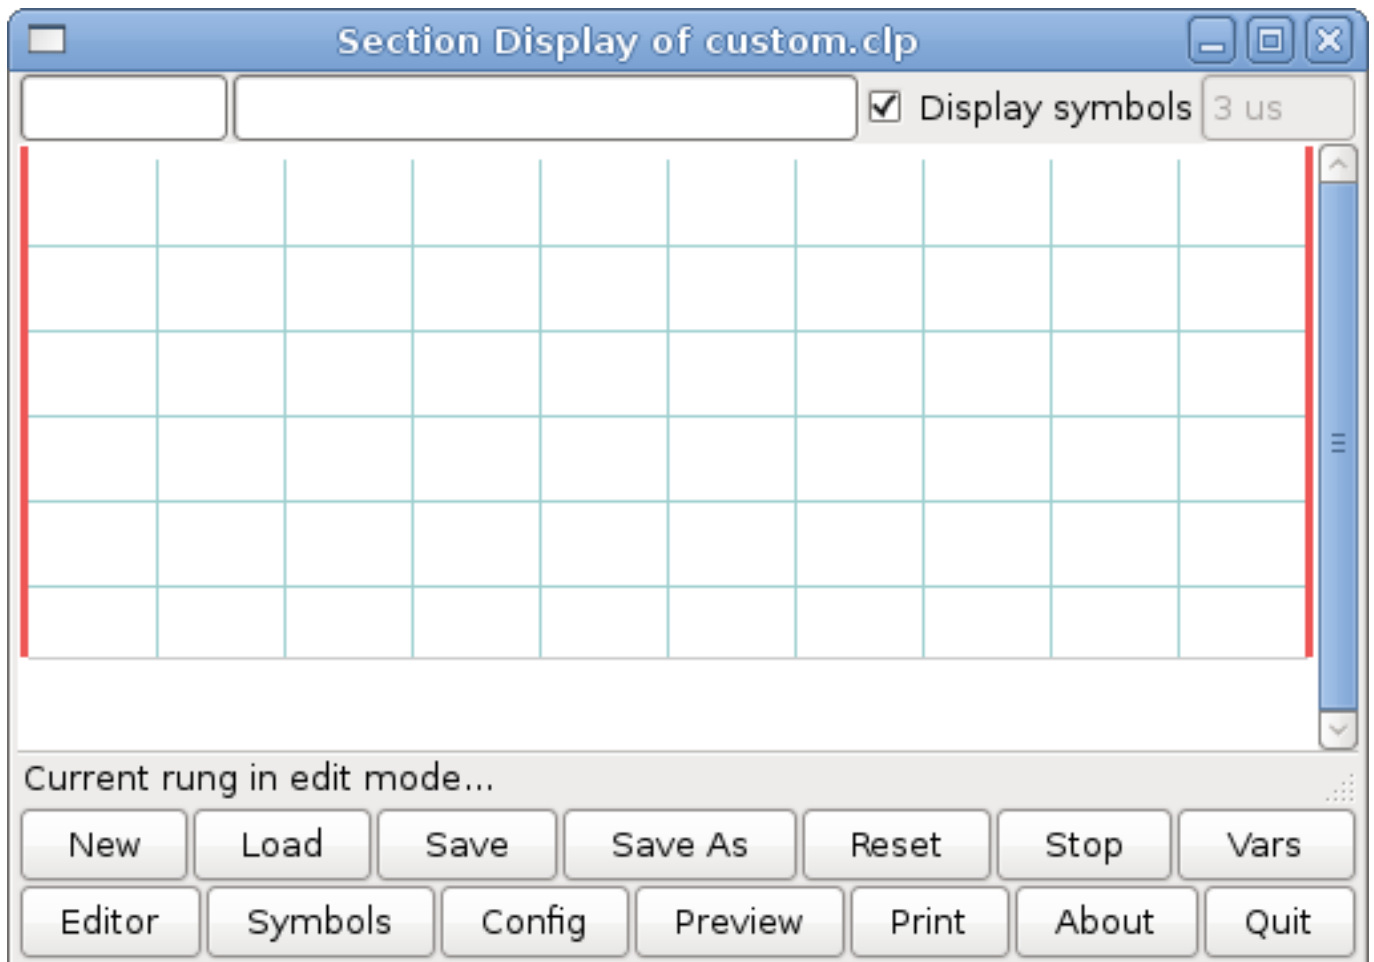 Section Display of custom.clp
Display symbols 3 us
Current rung in edit mode...
New Load Save Save As Reset Stop Vars
Editor Symbols Config Preview Print About Quit